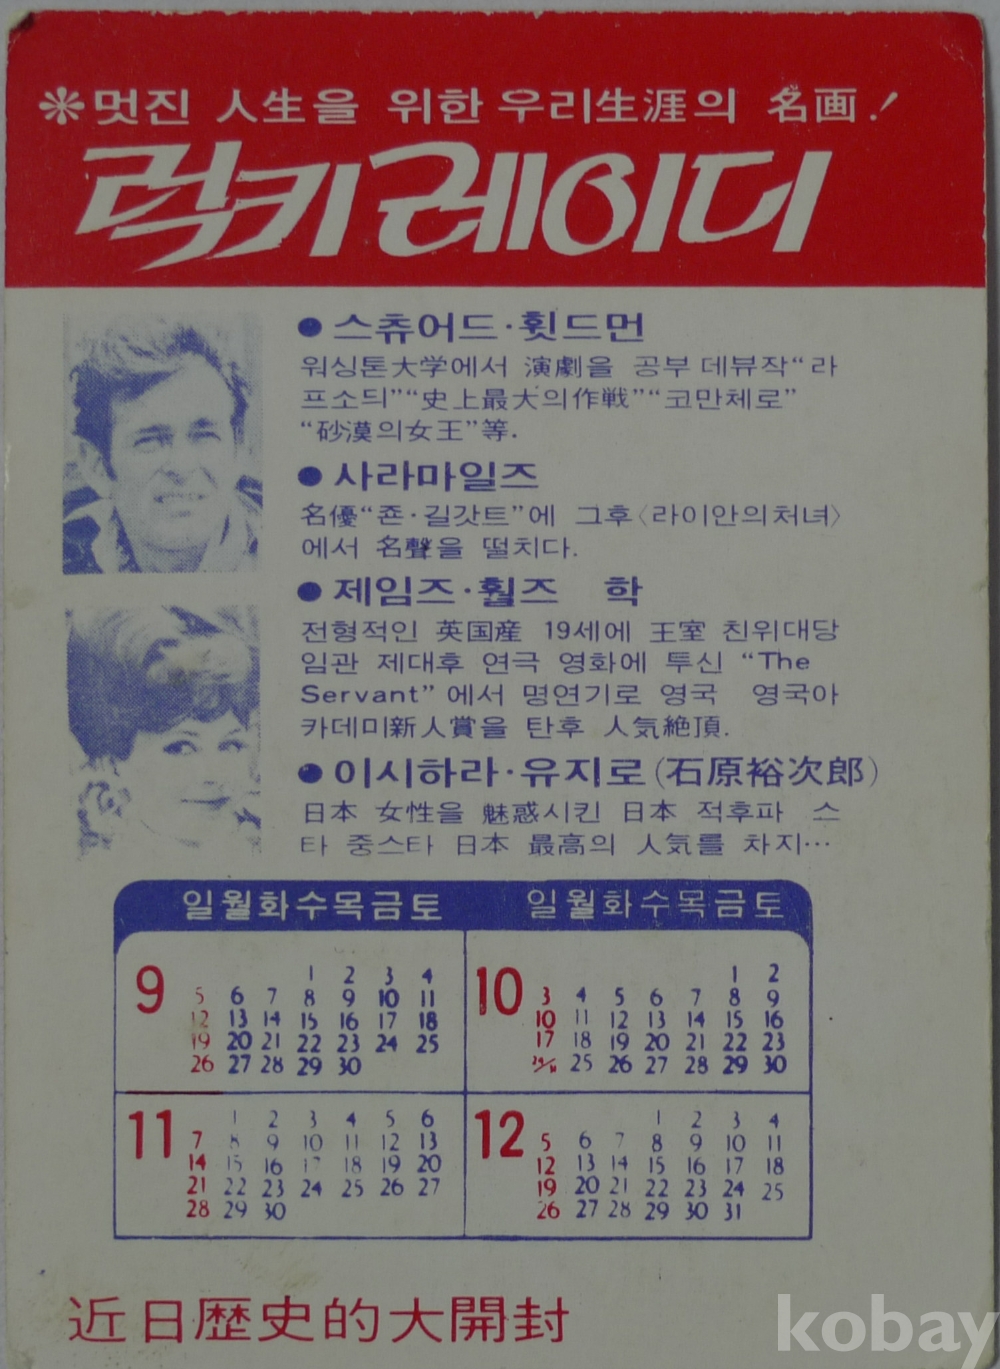 ❊멋진 人生을 위한 우리生涯의 名画!
럭키레이디
●스츄어드·휫드먼
워싱톤大学에서 演劇을 공부 데뷰작“라
프소듸”“史上最大의作戦”“코만체로”
“砂漠의女王”等.
●사라마일즈
名優“죤·길갓트”에 그후〈라이안의처녀〉
에서 名聲을 떨치다.
●제임즈·훨즈 학
전형적인 英国産 19세에 王室 친위대당
임관 제대후 연극 영화에 투신 “The
Servant”에서 명연기로 영국 영국아
카데미新人賞을 탄후 人気絶頂.
●이시하라·유지로(石原裕次郎)
日本 女性을 魅惑시킨 日本 적후파 스
타 중스타 日本 最高의 人気를 차지…
일월화수목금토 일월화수목금토
9
1 2 3 4
5 6 7 8 9 10 11
12 13 14 15 16 17 18
19 20 21 22 23 24 25
26 27 28 29 30
10
1 2
3 4 5 6 7 8 9
10 11 12 13 14 15 16
17 18 19 20 21 22 23
24/31 25 26 27 28 29 30
11
1 2 3 4 5 6
7 8 9 10 11 12 13
14 15 16 17 18 19 20
21 22 23 24 25 26 27
28 29 30
12
1 2 3 4
5 6 7 8 9 10 11
12 13 14 15 16 17 18
19 20 21 22 23 24 25
26 27 28 29 30 31
近日歴史的大開封
kobay